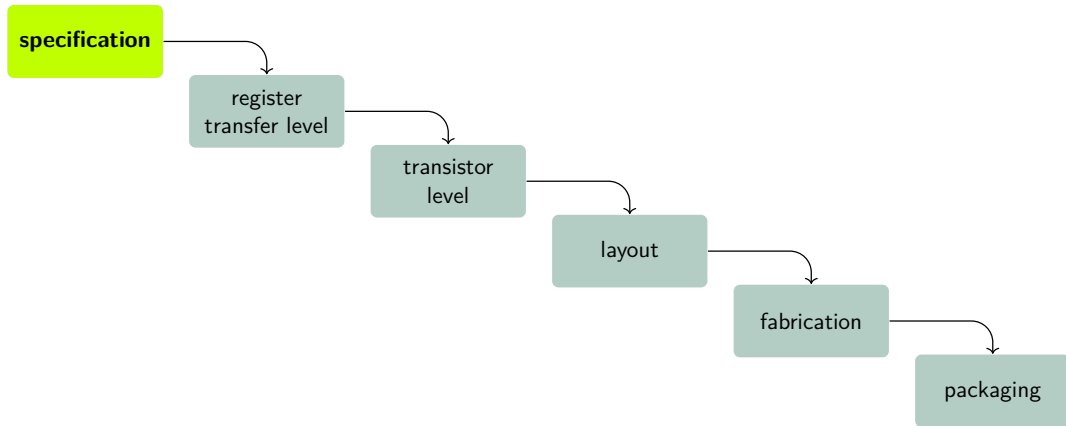 specification
register
transfer level
transistor
level
layout
fabrication
packaging